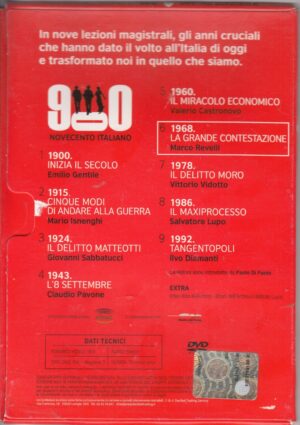 In nove lezioni magistrali, gli anni cruciali
che hanno dato il volto all'Italia di oggi
e trasformato noi in quello che siamo.
900
NOVECENTO ITALIANO
1 1900.
INIZIA IL SECOLO
Emilio Gentile
2 1915.
CINQUE MODI
DI ANDARE ALLA GUERRA
Mario Isnenghi
3 1924.
IL DELITTO MATTEOTTI
Giovanni Sabbatucci
4 1943.
L'8 SETTEMBRE
Claudio Pavone
5 1960.
IL MIRACOLO ECONOMICO
Valerio Castronovo
6 1968.
LA GRANDE CONTESTAZIONE
Marco Revelli
7 1978.
IL DELITTO MORO
Vittorio Vidotto
8 1986.
IL MAXIPROCESSO
Salvatore Lupo
9 1992.
TANGENTOPOLI
Ilvo Diamanti
EXTRA
DATI TECNICI
DVD